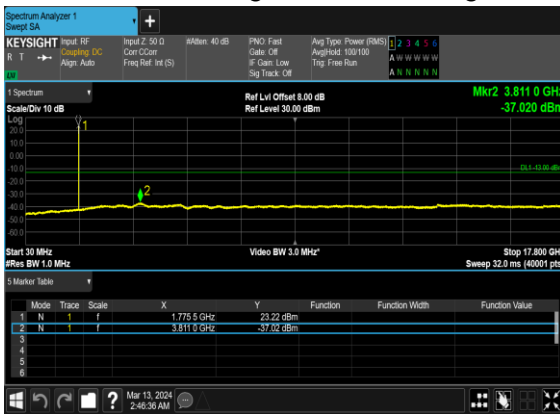 Spectrum Analyzer 1
Swept SA
KEYSIGHT Input: RF Input Z: 50 Ω #Atten: 40 dB PNO: Fast Avg Type: Power (RMS) 1 2 3 4 5 6
R T Coupling: DC Corr CCorr Gate: Off Avg|Hold: 100/100 A W W W W W
Align: Auto Freq Ref: Int (S) IF Gain: Low Trig: Free Run
LV Sig Track: Off A N N N N N
1 Spectrum Ref Lvl Offset 8.00 dB Mkr2 3.811 0 GHz
Scale/Div 10 dB Ref Level 30.00 dBm -37.020 dBm
Log
20.0
10.0
0.00
-10.0
-20.0
-30.0
-40.0
-50.0
-60.0
1
2
DL1 -13.00 dBm
Start 30 MHz Video BW 3.0 MHz* Stop 17.800 GHz
#Res BW 1.0 MHz Sweep 32.0 ms (40001 pts)
5 Marker Table
Mode Trace Scale X Y Function Function Width Function Value
1 N 1 f 1.775 5 GHz 23.22 dBm
2 N 1 f 3.811 0 GHz -37.02 dBm
3
4
5
6
? Mar 13, 2024
2:46:36 AM